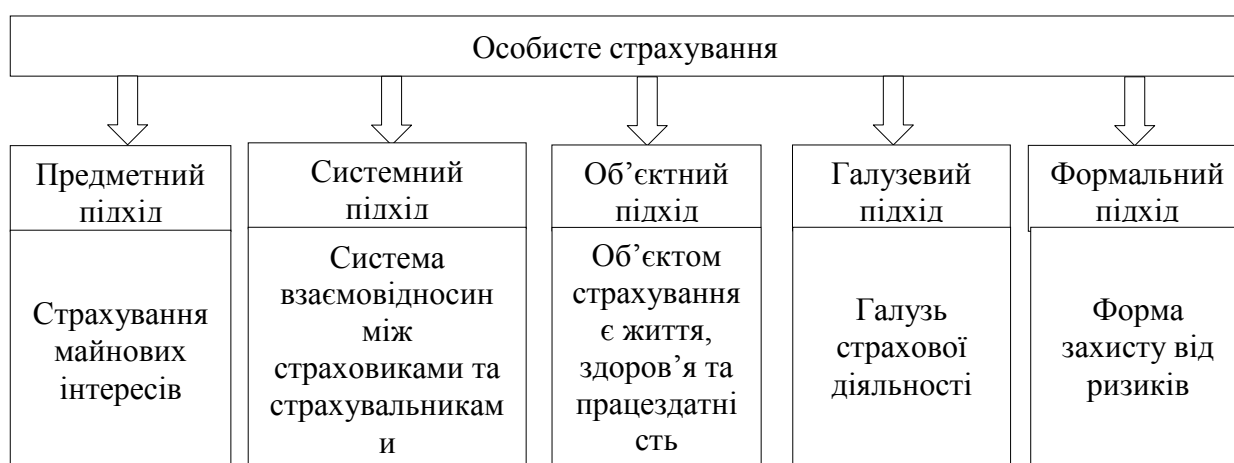 Особисте страхування
Предметний
підхід
Системний
підхід
Об’єктний
підхід
Галузевий
підхід
Формальний
підхід
Страхування
майнових
інтересів
Система
взаємовідносин
між
страховиками та
страхувальникам
и
Об’єктом
страхування
є життя,
здоров’я та
працездатні
сть
Галузь
страхової
діяльності
Форма
захисту від
ризиків